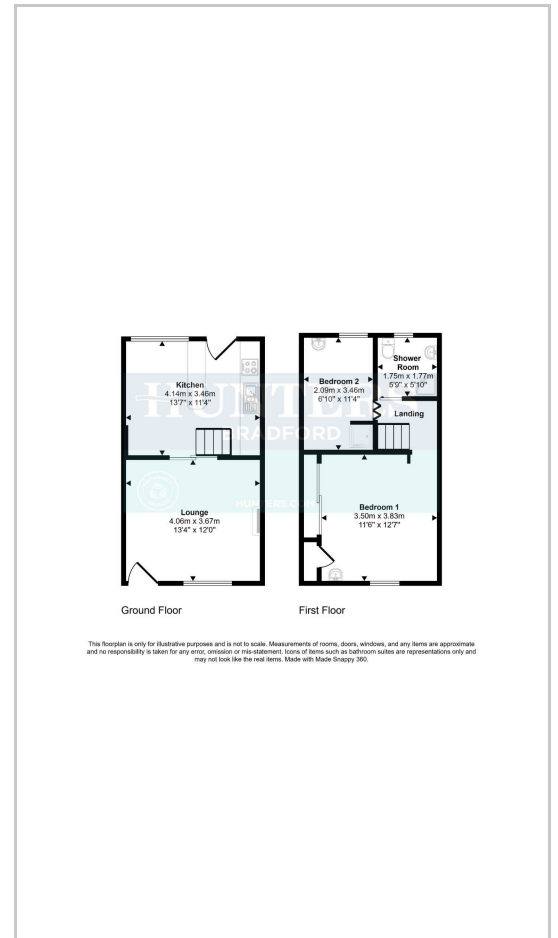 Kitchen
4.14m x 3.46m
13'7" x 11'4"
Lounge
4.06m x 3.67m
13'4" x 12'0"
Bedroom 2
2.09m x 3.46m
6'10" x 11'4"
Shower
Room
1.75m x 1.77m
5'9" x 5'10"
Landing
Bedroom 1
3.50m x 3.83m
11'6" x 12'7"
HUNTERS
BRADFORD
HUNTERS.COM
Ground Floor
First Floor
This floorplan is only for illustrative purposes and is not to scale. Measurements of rooms, doors, windows, and any items are approximate
and no responsibility is taken for any error, omission or mis-statement. Icons of items such as bathroom suites are representations only and
may not look like the real items. Made with Made Snappy 360.